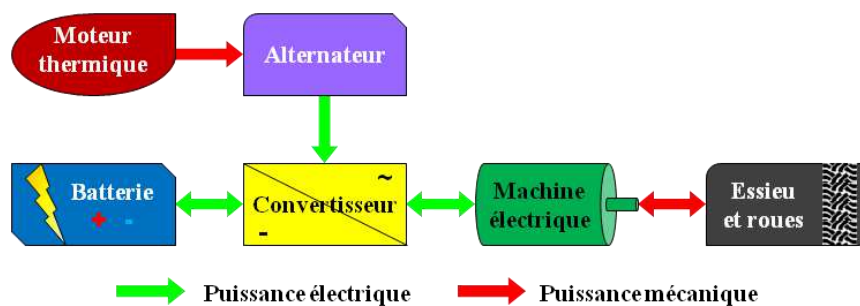 Moteur
thermique
Alternateur
Batterie
+ -
~
Convertisseur
-
Machine
électrique
Essieu
et roues
Puissance électrique
Puissance mécanique